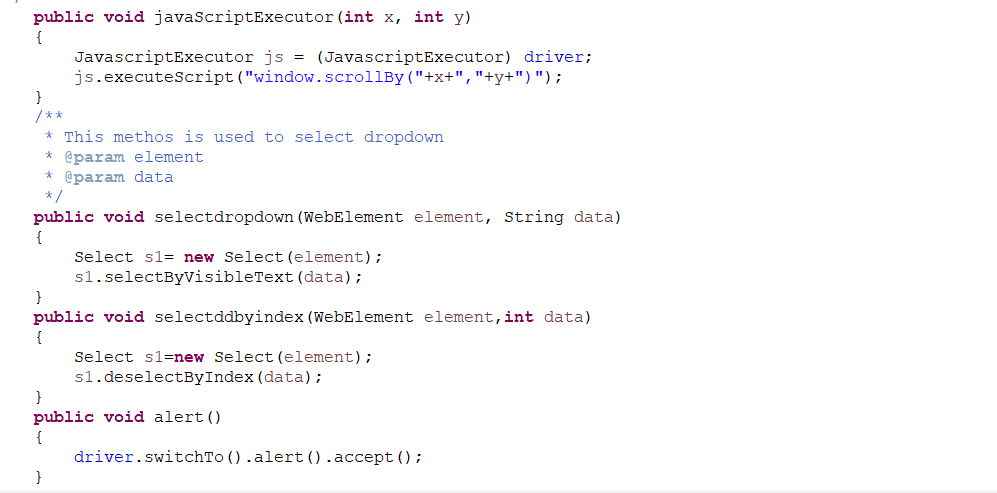 public void javaScriptExecutor(int x, int y)
{
JavascriptExecutor js = (JavascriptExecutor) driver;
js.executeScript("window.scrollBy("+x+","+y+")");
}
/**
* This methos is used to select dropdown
* @param element
* @param data
*/
public void selectdropdown(WebElement element, String data)
{
Select s1= new Select(element);
s1.selectByVisibleText(data);
}
public void selectddbyindex(WebElement element,int data)
{
Select s1=new Select(element);
s1.deselectByIndex(data);
}
public void alert()
{
driver.switchTo().alert().accept();
}